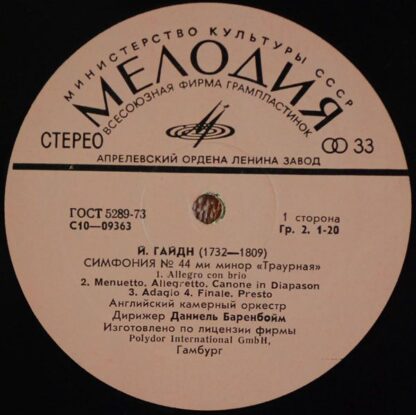 МИНИСТЕРСТВО КУЛЬТУРЫ СССР
МЕЛОДИЯ
ВСЕСОЮЗНАЯ ФИРМА ГРАМПЛАСТИНОК
СТЕРЕО
33
АПРЕЛЕВСКИЙ ОРДЕНА ЛЕНИНА ЗАВОД
ГОСТ 5289-73
С10—09363
1 сторона
Гр. 2. 1-20
Й. ГАЙДН (1732—1809)
СИМФОНИЯ № 44 ми минор «Траурная»
1. Allegro con brio
2. Menuetto, Allegretto, Canone in Diapason
3. Adagio 4. Finale. Presto
Английский камерный оркестр
Дирижер Даниель Баренбойм
Изготовлено по лицензии фирмы
Polydor International GmbH,
Гамбург